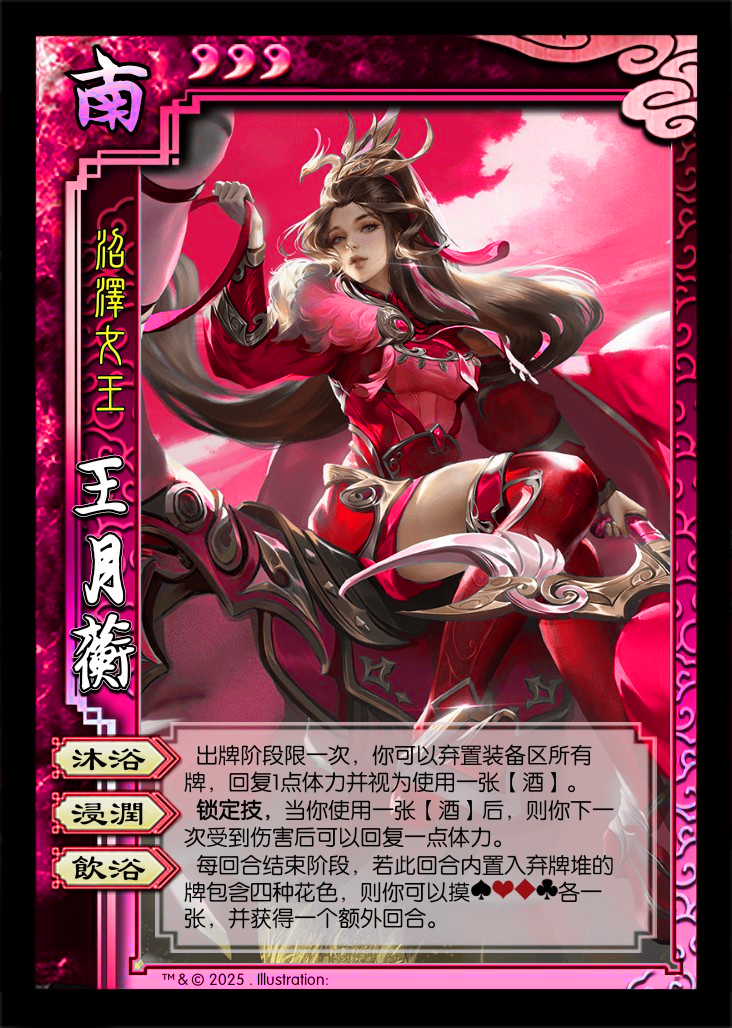 南
沼澤女王
王月蘅
沐浴
出牌阶段限一次，你可以弃置装备区所有
牌，回复1点体力并视为使用一张【酒】。
浸潤
锁定技，当你使用一张【酒】后，则你下一
次受到伤害后可以回复一点体力。
飲浴
每回合结束阶段，若此回合内置入弃牌堆的
牌包含四种花色，则你可以摸♠♥♦♣各一
张，并获得一个额外回合。
™&© 2025 . Illustration: